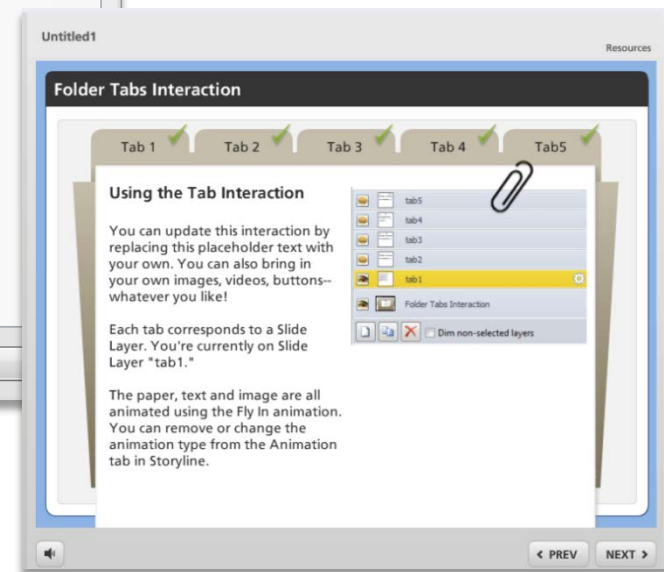 Untitled1
Resources
Folder Tabs Interaction
Tab 1
Tab 2
Tab 3
Tab 4
Tab5
Using the Tab Interaction
You can update this interaction by
replacing this placeholder text with
your own. You can also bring in
your own images, videos, buttons--
whatever you like!
Each tab corresponds to a Slide
Layer. You're currently on Slide
Layer "tab1."
The paper, text and image are all
animated using the Fly In animation.
You can remove or change the
animation type from the Animation
tab in Storyline.
tab5
tab4
tab3
tab2
tab1
Folder Tabs Interaction
Dim non-selected layers
PREV
NEXT